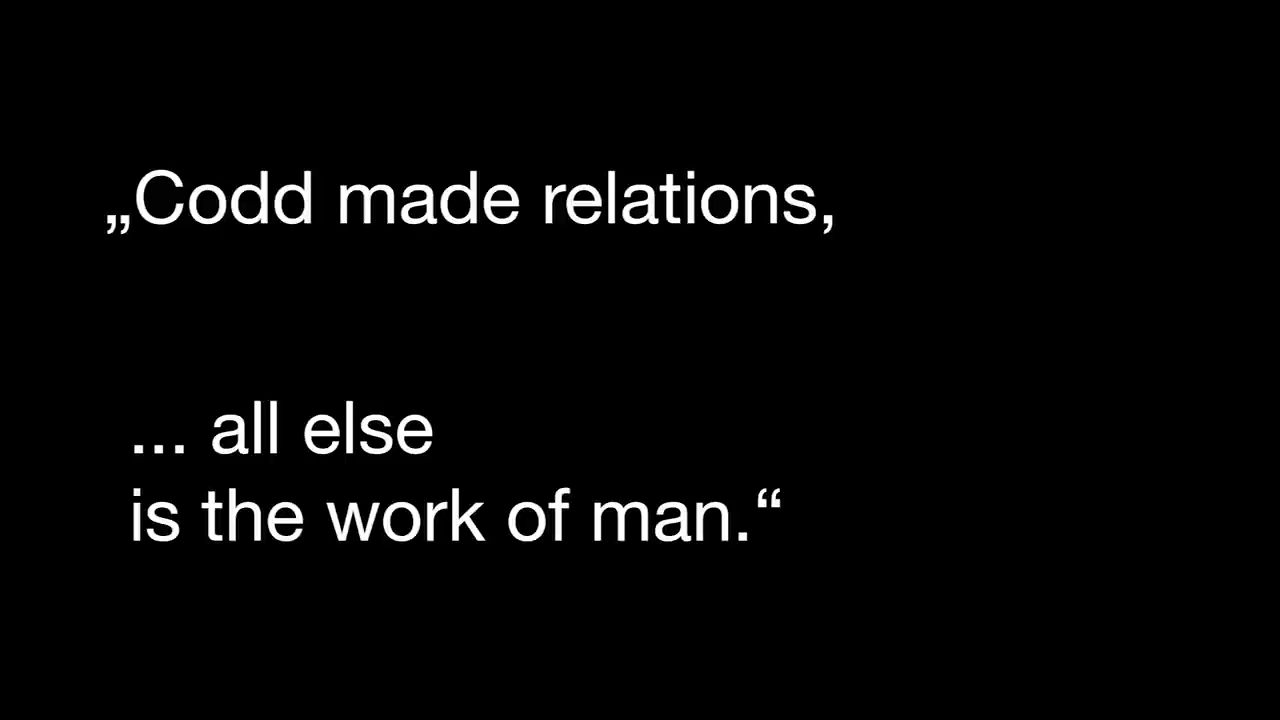 „Codd made relations,
... all else
is the work of man.“